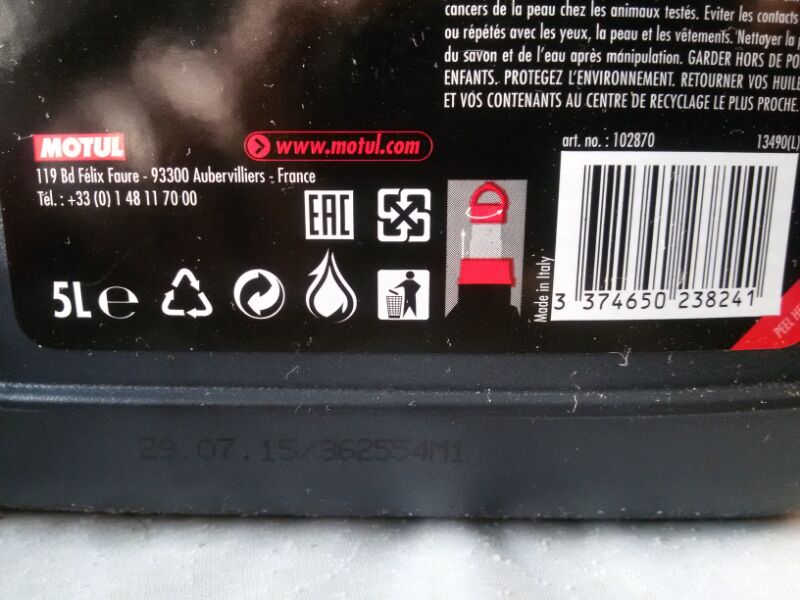 cancers de la peau chez les animaux testés. Eviter les contacts
ou répétés avec les yeux, la peau et les vêtements. Nettoyer la
du savon et de l'eau après manipulation. GARDER HORS DE
ENFANTS. PROTEGEZ L'ENVIRONNEMENT. RETOURNER VOS
ET VOS CONTENANTS AU CENTRE DE RECYCLAGE LE PLUS PROCHE.
MOTUL
www.motul.com
art. no. : 102870
13490(L)
119 Bd Félix Faure - 93300 Aubervilliers - France
Tél. : +33 (0) 1 48 11 70 00
EAC
Made in Italy
5L e
3 374650 238241
PEEL
29.07.15/362554M1